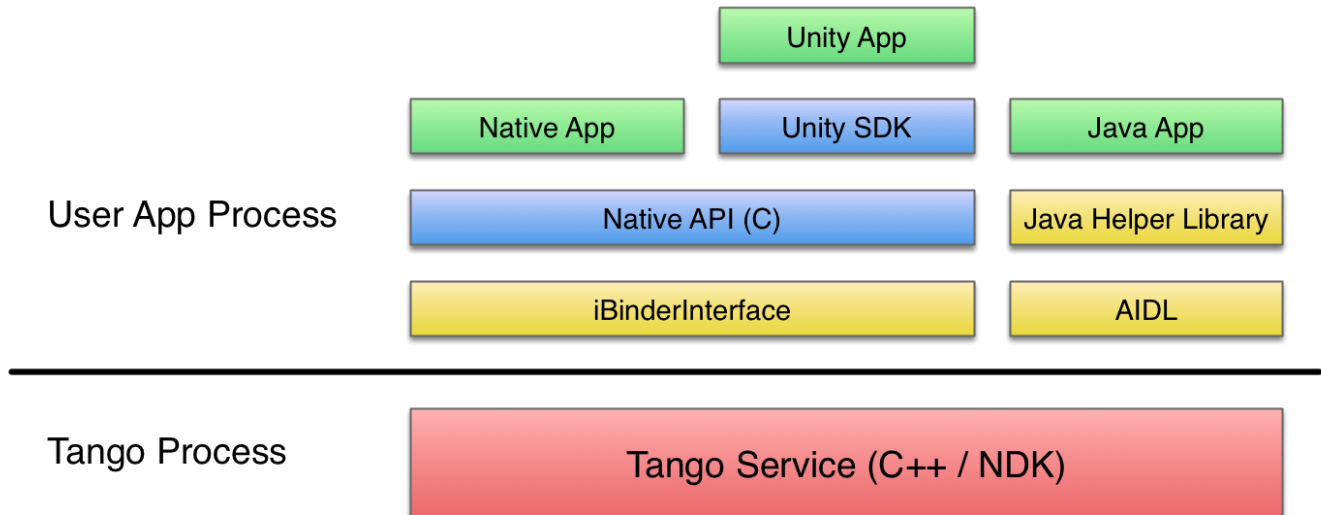 Unity App
Native App
Unity SDK
Java App
User App Process
Native API (C)
Java Helper Library
iBinderInterface
AIDL
Tango Process
Tango Service (C++ / NDK)